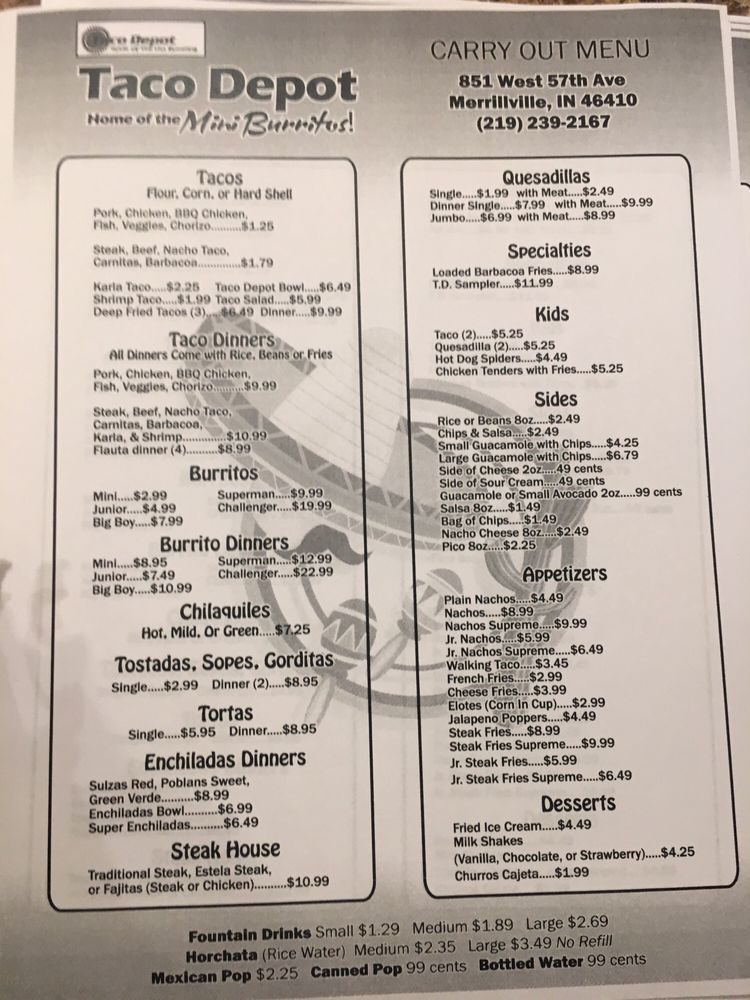 Taco Depot
Taco Depot
Home of the Mini Burritos!
CARRY OUT MENU
851 West 57th Ave
Merrillville, IN 46410
(219) 239-2167
Tacos
Flour, Corn, or Hard Shell
Pork, Chicken, BBQ Chicken,
Fish, Veggies, Chorizo..........$1.25
Steak, Beef, Nacho Taco,
Carnitas, Barbacoa.............$1.79
Karla Taco.....$2.25 Taco Depot Bowl.....$6.49
Shrimp Taco.....$1.99 Taco Salad.....$5.99
Deep Fried Tacos (3)....$6.49 Dinner.....$9.99
Taco Dinners
All Dinners Come with Rice, Beans or Fries
Pork, Chicken, BBQ Chicken,
Fish, Veggies, Chorizo..........$9.99
Steak, Beef, Nacho Taco,
Carnitas, Barbacoa,
Karla, & Shrimp.............$10.99
Flauta dinner (4)..........$8.99
Burritos
Mini.....$2.99 Superman.....$9.99
Junior.....$4.99 Challenger.....$19.99
Big Boy.....$7.99
Burrito Dinners
Mini.....$8.95 Superman.....$12.99
Junior.....$7.49 Challenger.....$22.99
Big Boy.....$10.99
Chilaquiles
Hot, Mild, Or Green.....$7.25
Tostadas, Sopes, Gorditas
Single.....$2.99 Dinner (2).....$8.95
Tortas
Single.....$5.95 Dinner.....$8.95
Enchiladas Dinners
Suizas Red, Poblans Sweet,
Green Verde..........$8.99
Enchiladas Bowl..........$6.99
Super Enchiladas..........$6.49
Steak House
Traditional Steak, Estela Steak,
or Fajitas (Steak or Chicken)..........$10.99
Quesadillas
Single.....$1.99 with Meat.....$2.49
Dinner Single.....$7.99 with Meat.....$9.99
Jumbo.....$6.99 with Meat.....$8.99
Specialties
Loaded Barbacoa Fries.....$8.99
T.D. Sampler.....$11.99
Kids
Taco (2).....$5.25
Quesadilla (2).....$5.25
Hot Dog Spiders.....$4.49
Chicken Tenders with Fries.....$5.25
Sides
Rice or Beans 8oz.....$2.49
Chips & Salsa.....$2.49
Small Guacamole with Chips.....$4.25
Large Guacamole with Chips.....$6.79
Side of Cheese 2oz.....49 cents
Side of Sour Cream.....49 cents
Guacamole or Small Avocado 2oz.....99 cents
Salsa 8oz.....$1.49
Bag of Chips.....$1.49
Nacho Cheese 8oz.....$2.49
Pico 8oz.....$2.25
Appetizers
Plain Nachos.....$4.49
Nachos.....$8.99
Nachos Supreme.....$9.99
Jr. Nachos.....$5.99
Jr. Nachos Supreme.....$6.49
Walking Taco.....$3.45
French Fries.....$2.99
Cheese Fries.....$3.99
Elotes (Corn In Cup).....$2.99
Jalapeno Poppers.....$4.49
Steak Fries.....$8.99
Steak Fries Supreme.....$9.99
Jr. Steak Fries.....$5.99
Jr. Steak Fries Supreme.....$6.49
Desserts
Fried Ice Cream.....$4.49
Milk Shakes
(Vanilla, Chocolate, or Strawberry).....$4.25
Churros Cajeta.....$1.99
Fountain Drinks Small $1.29 Medium $1.89 Large $2.69
Horchata (Rice Water) Medium $2.35 Large $3.49 No Refill
Mexican Pop $2.25 Canned Pop 99 cents Bottled Water 99 cents